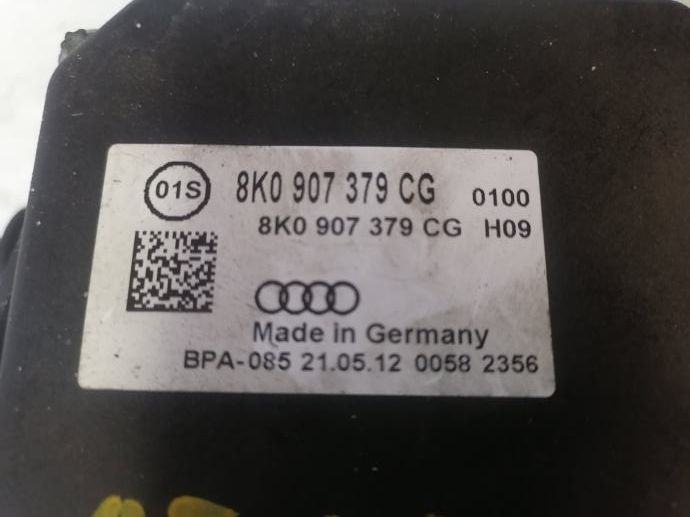 01S 8K0 907 379 CG 0100
8K0 907 379 CG H09
Made in Germany
BPA-085 21.05.12 0058 2356